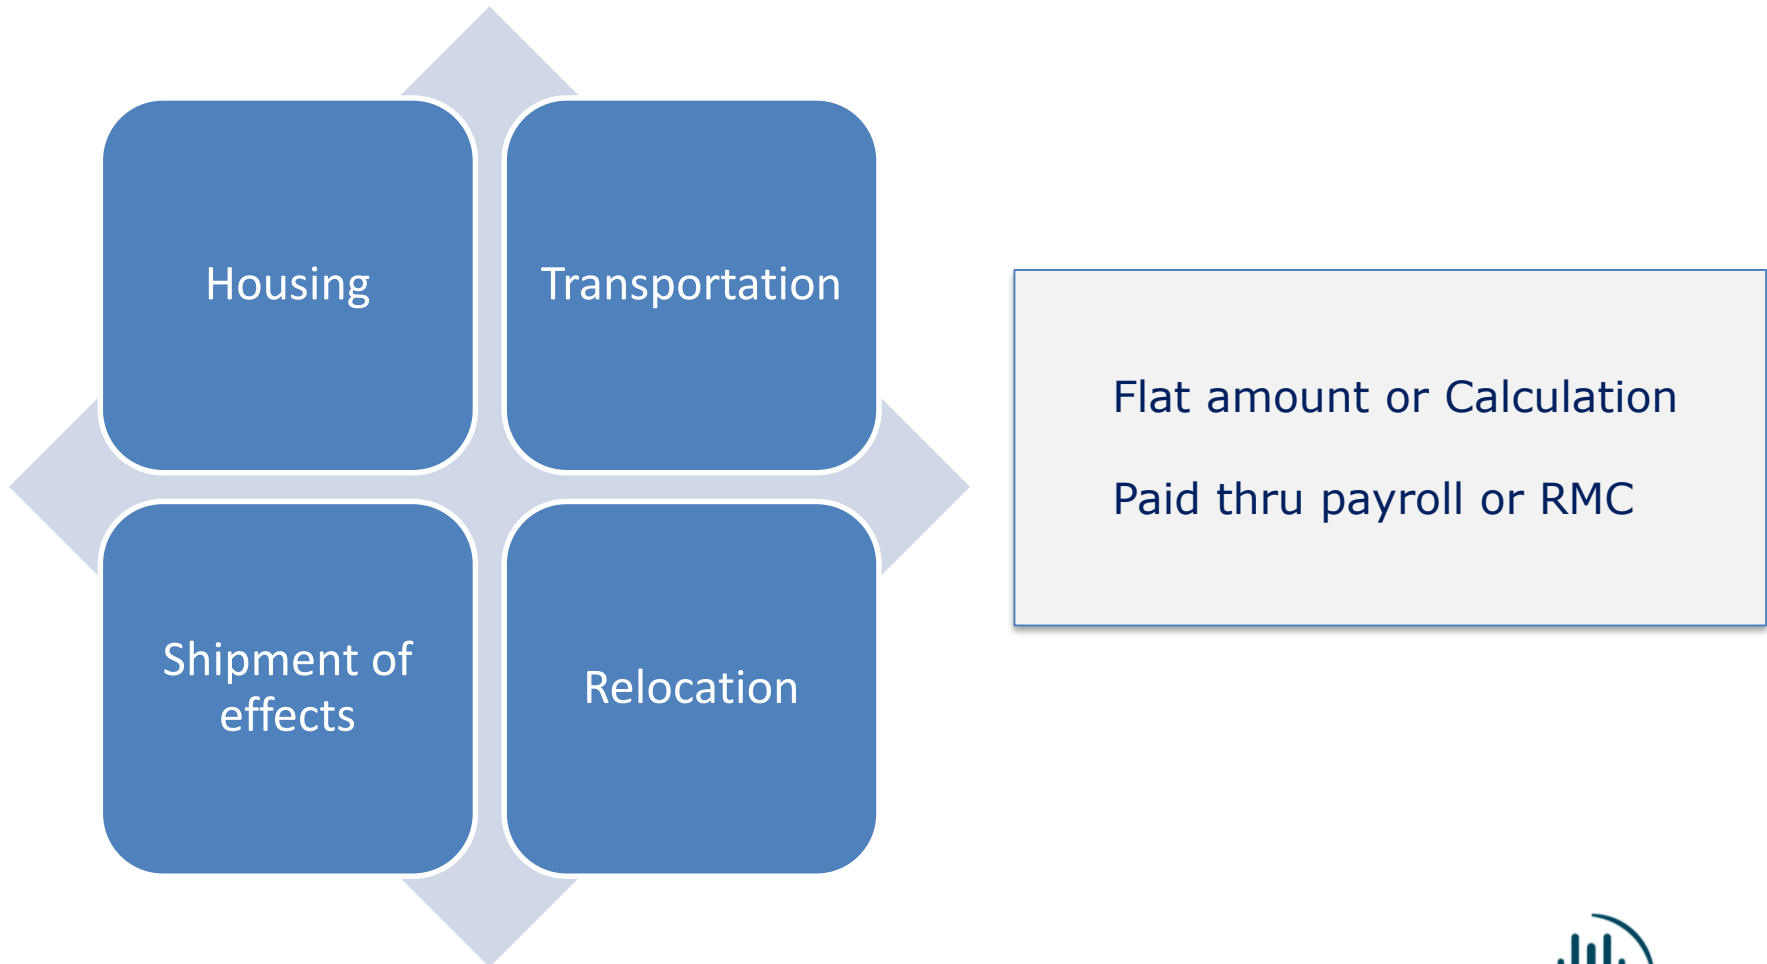 Housing
Transportation
Shipment of
effects
Relocation
Flat amount or Calculation
Paid thru payroll or RMC